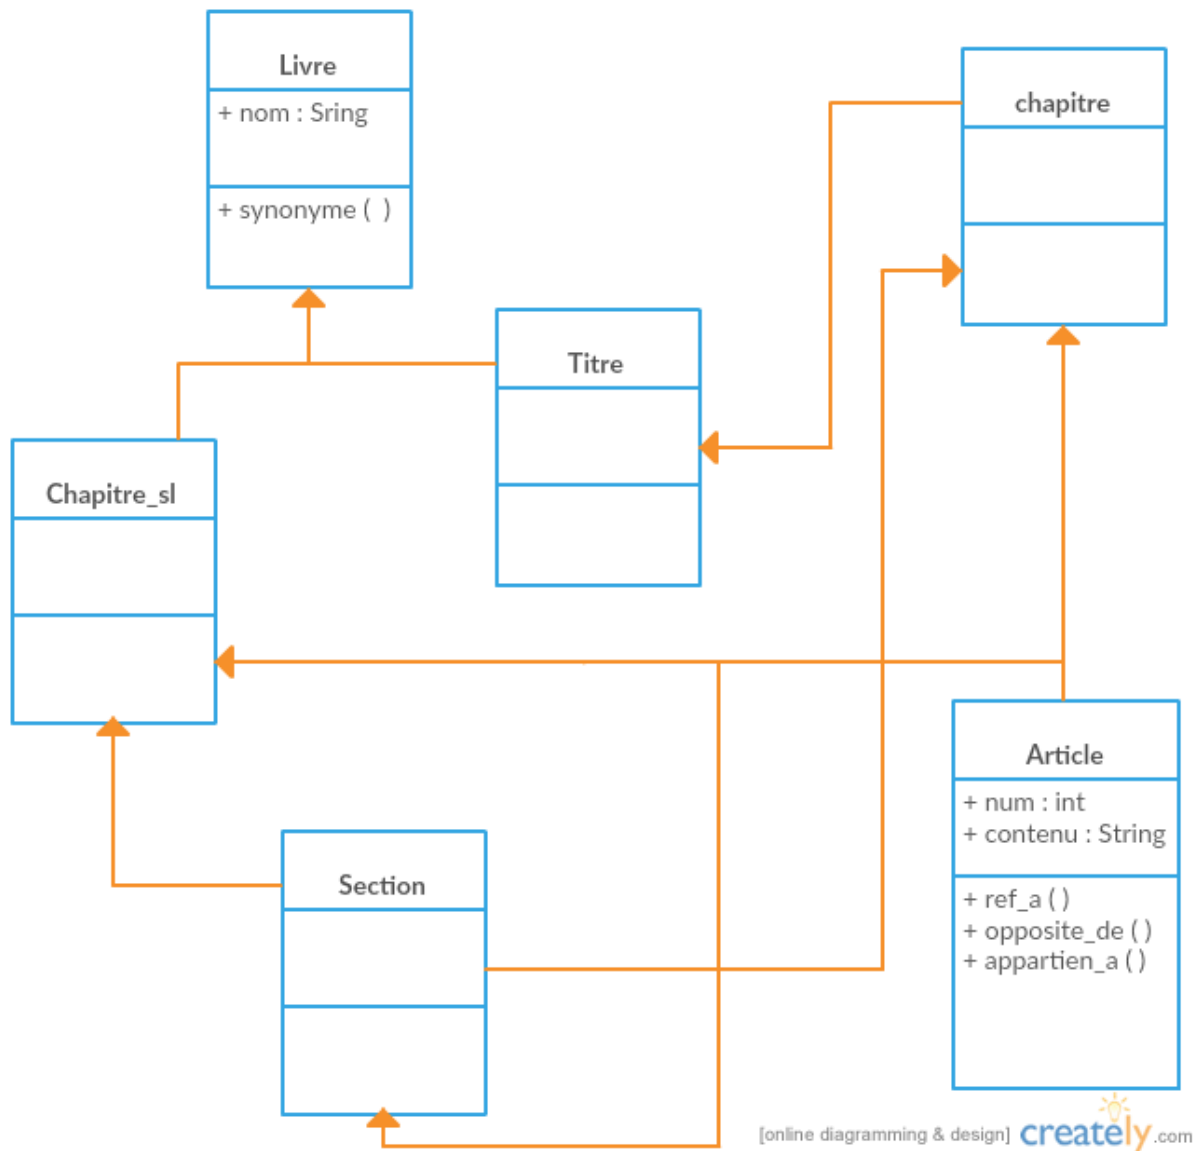 Livre
+ nom : Sring
+ synonyme ( )
chapitre
Titre
Chapitre_sl
Section
Article
+ num : int
+ contenu : String
+ ref_a ( )
+ opposite_de ( )
+ appartien_a ( )
[online diagramming & design] creately.com